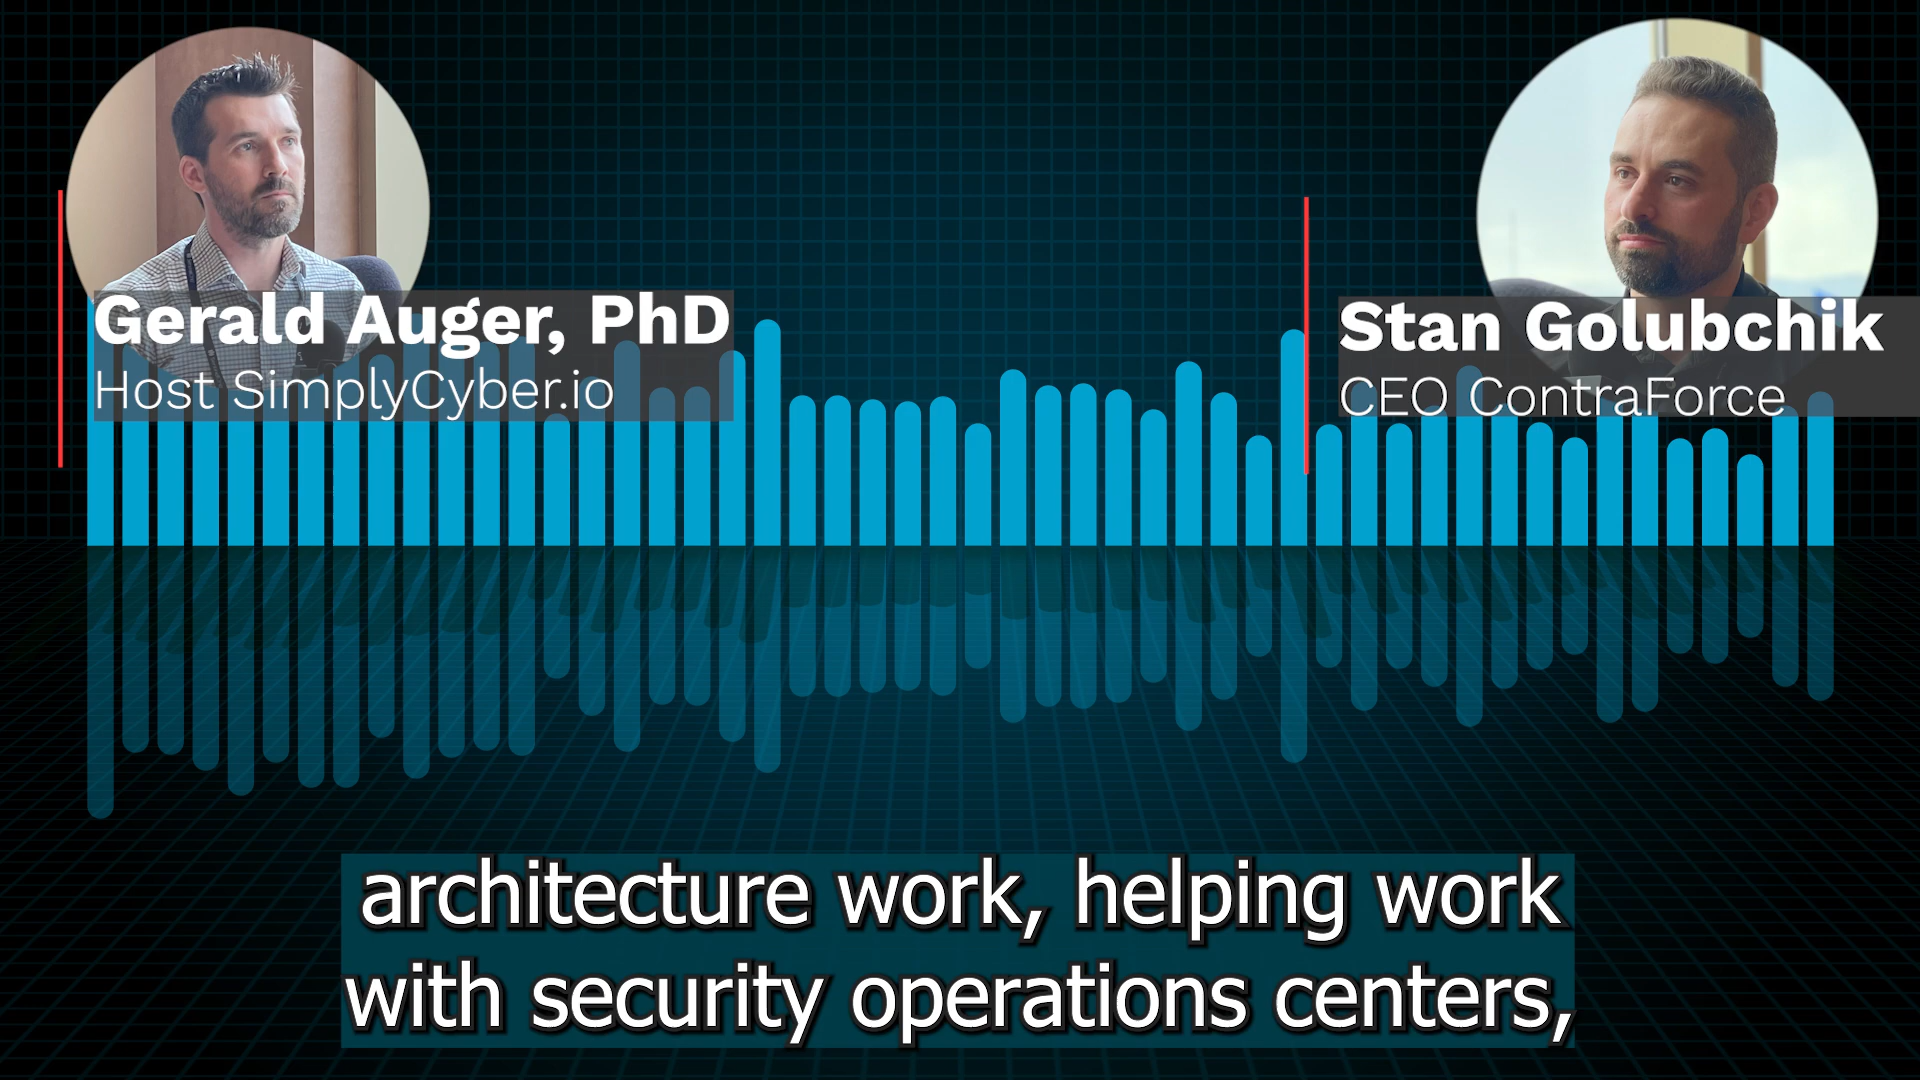 Gerald Auger, PhD
Host SimplyCyber.io
Stan Golubchik
CEO ContraForce
architecture work, helping work
with security operations centers,